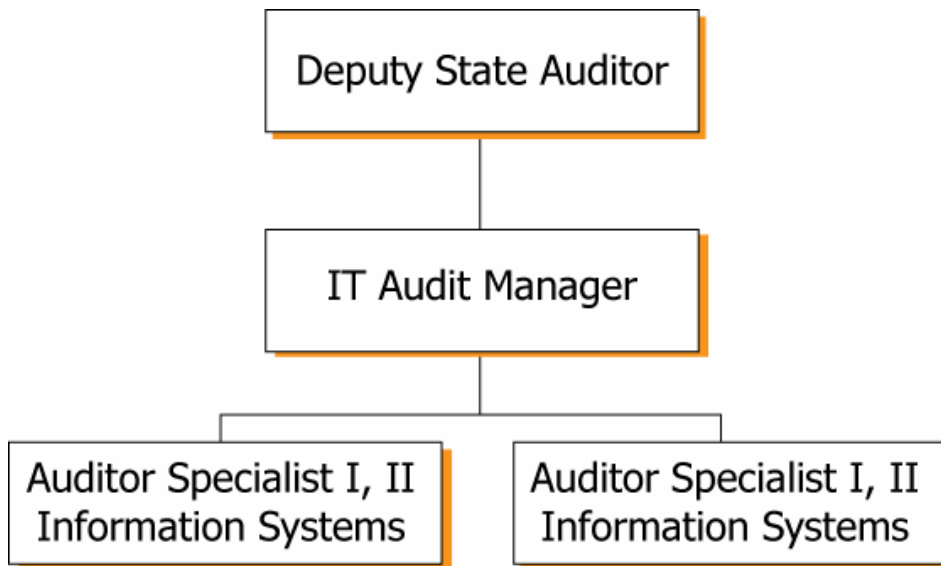 Deputy State Auditor
IT Audit Manager
Auditor Specialist I, II
Information Systems
Auditor Specialist I, II
Information Systems